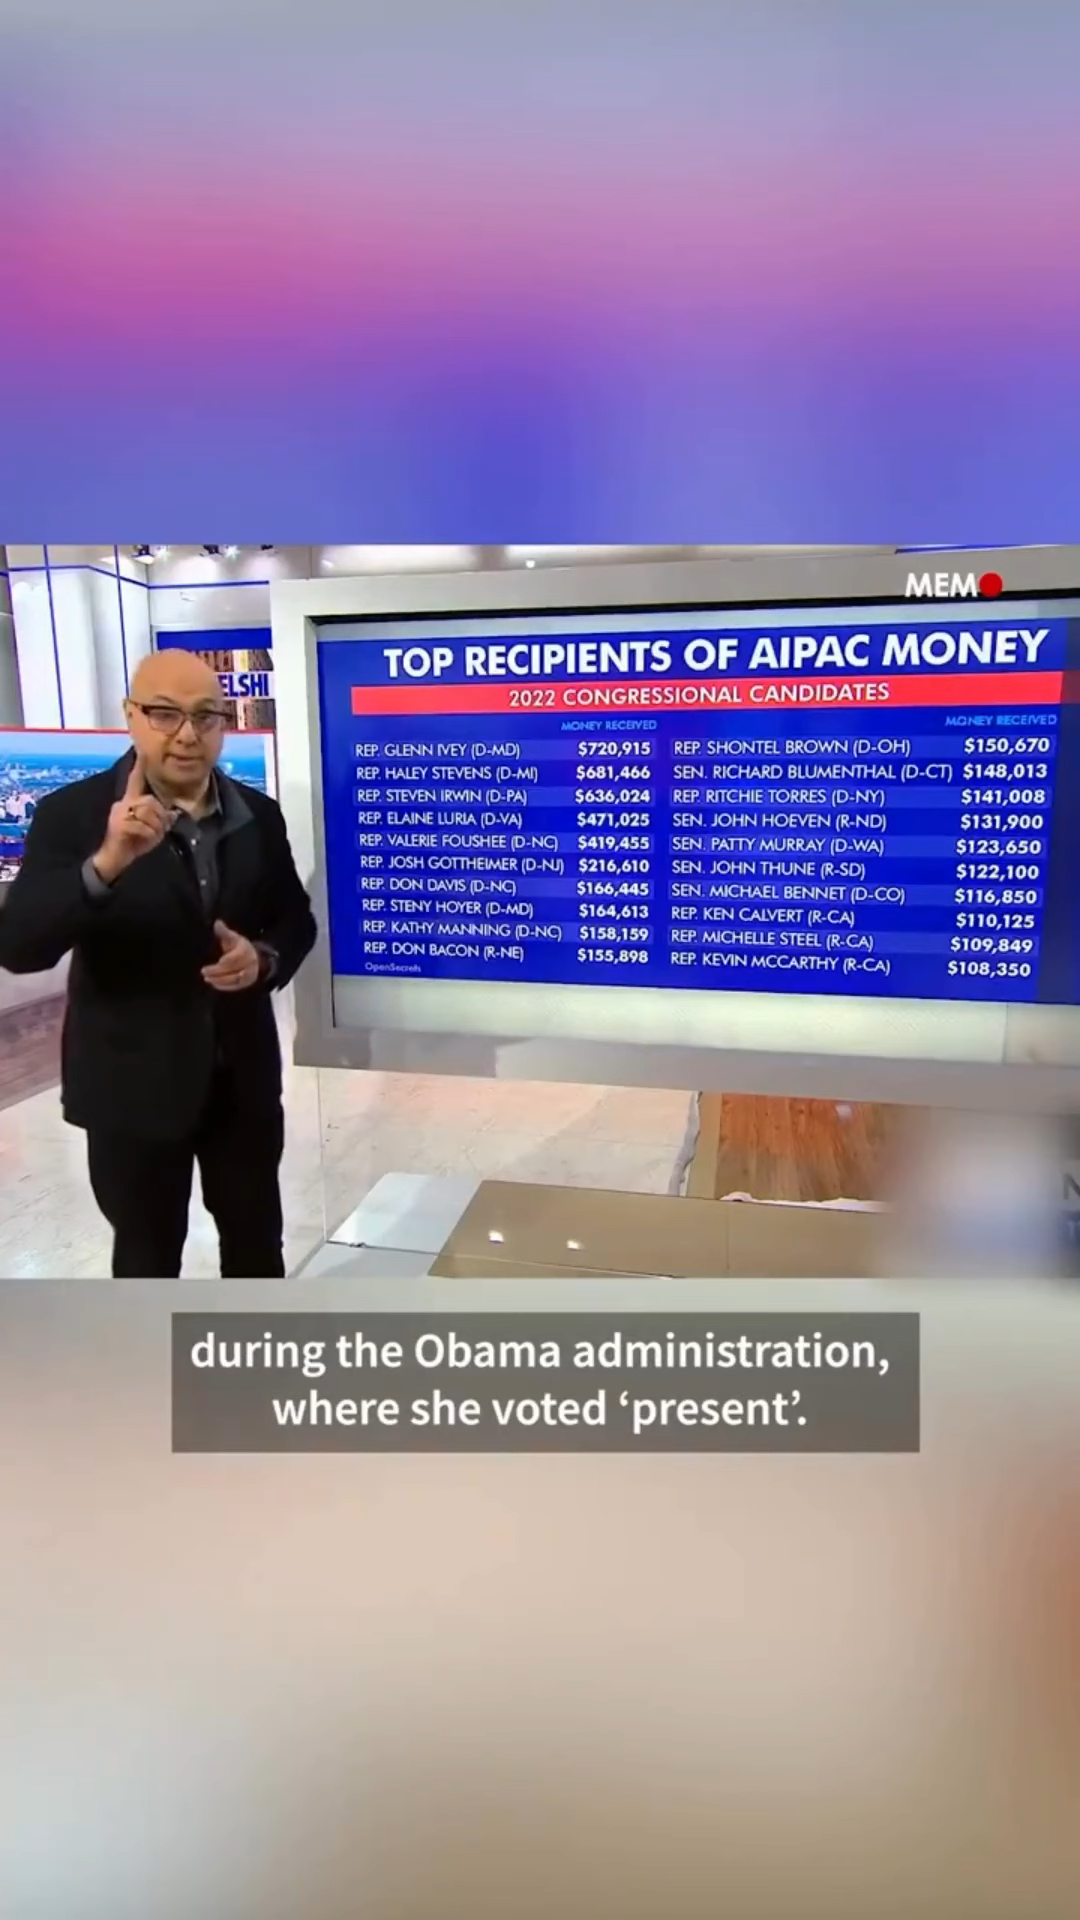 MEMO
ELSHI
TOP RECIPIENTS OF AIPAC MONEY
2022 CONGRESSIONAL CANDIDATES
MONEY RECEIVED
REP. GLENN IVEY (D-MD) $720,915
REP. HALEY STEVENS (D-MI) $681,466
REP. STEVEN IRWIN (D-PA) $636,024
REP. ELAINE LURIA (D-VA) $471,025
REP. VALERIE FOUSHEE (D-NC) $419,455
REP. JOSH GOTTHEIMER (D-NJ) $216,610
REP. DON DAVIS (D-NC) $166,445
REP. STENY HOYER (D-MD) $164,613
REP. KATHY MANNING (D-NC) $158,159
REP. DON BACON (R-NE) $155,898
OpenSecrets
MONEY RECEIVED
REP. SHONTEL BROWN (D-OH) $150,670
SEN. RICHARD BLUMENTHAL (D-CT) $148,013
REP. RITCHIE TORRES (D-NY) $141,008
SEN. JOHN HOEVEN (R-ND) $131,900
SEN. PATTY MURRAY (D-WA) $123,650
SEN. JOHN THUNE (R-SD) $122,100
SEN. MICHAEL BENNET (D-CO) $116,850
REP. KEN CALVERT (R-CA) $110,125
REP. MICHELLE STEEL (R-CA) $109,849
REP. KEVIN MCCARTHY (R-CA) $108,350
during the Obama administration,
where she voted ‘present’.